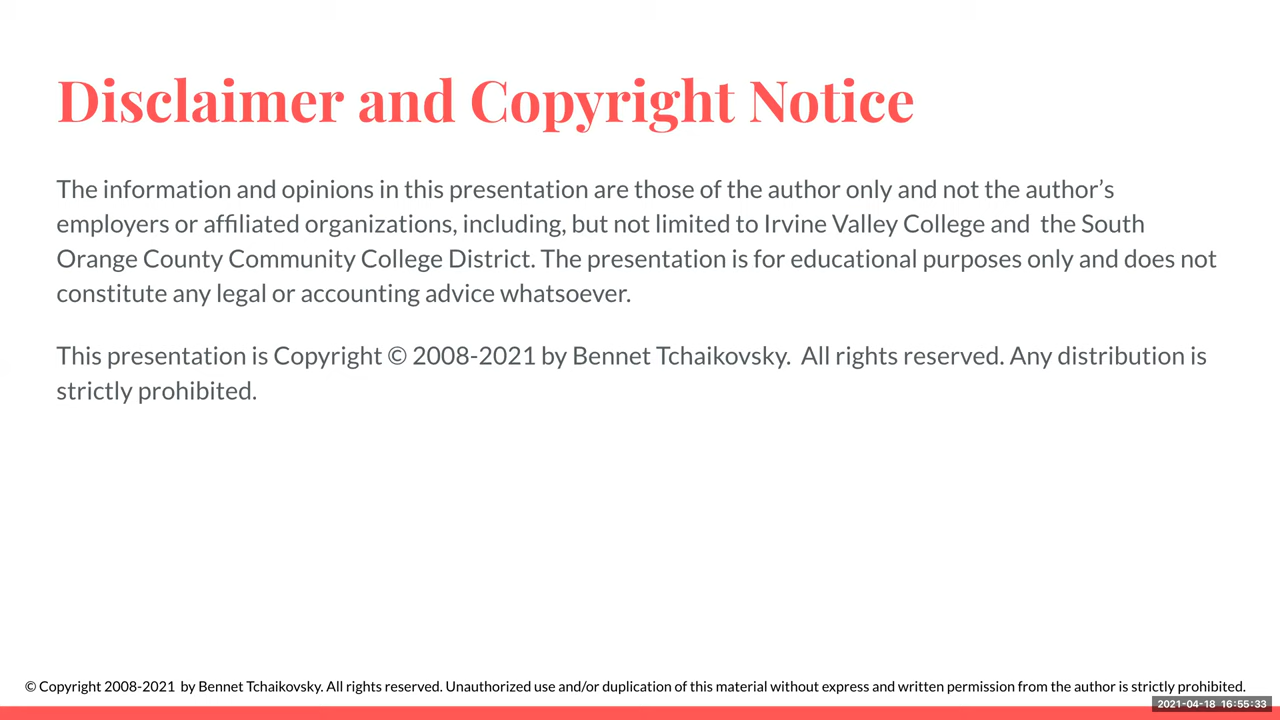 Disclaimer and Copyright Notice
The information and opinions in this presentation are those of the author only and not the author’s
employers or affiliated organizations, including, but not limited to Irvine Valley College and  the South
Orange County Community College District. The presentation is for educational purposes only and does not
constitute any legal or accounting advice whatsoever.
This presentation is Copyright © 2008-2021 by Bennet Tchaikovsky.  All rights reserved. Any distribution is
strictly prohibited.
© Copyright 2008-2021  by Bennet Tchaikovsky. All rights reserved. Unauthorized use and/or duplication of this material without express and written permission from the author is strictly prohibited.
2021-04-18  16:55:33